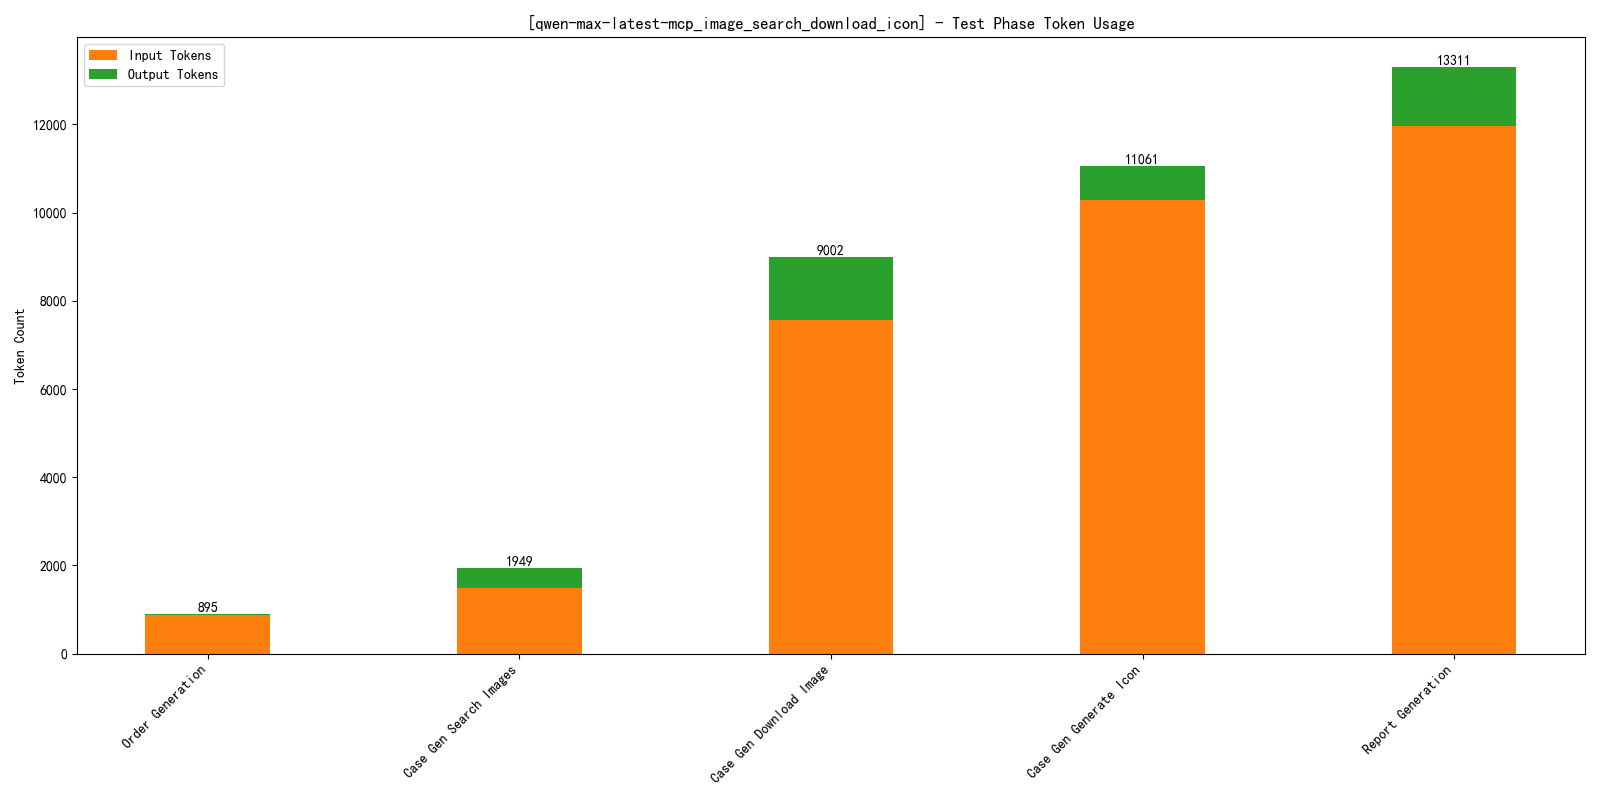 [qwen-max-latest-mcp_image_search_download_icon] - Test Phase Token Usage
Input Tokens
Output Tokens
Token Count
12000
10000
8000
6000
4000
2000
0
895
1949
9002
11061
13311
Order Generation
Case Gen Search Images
Case Gen Download Image
Case Gen Generate Icon
Report Generation